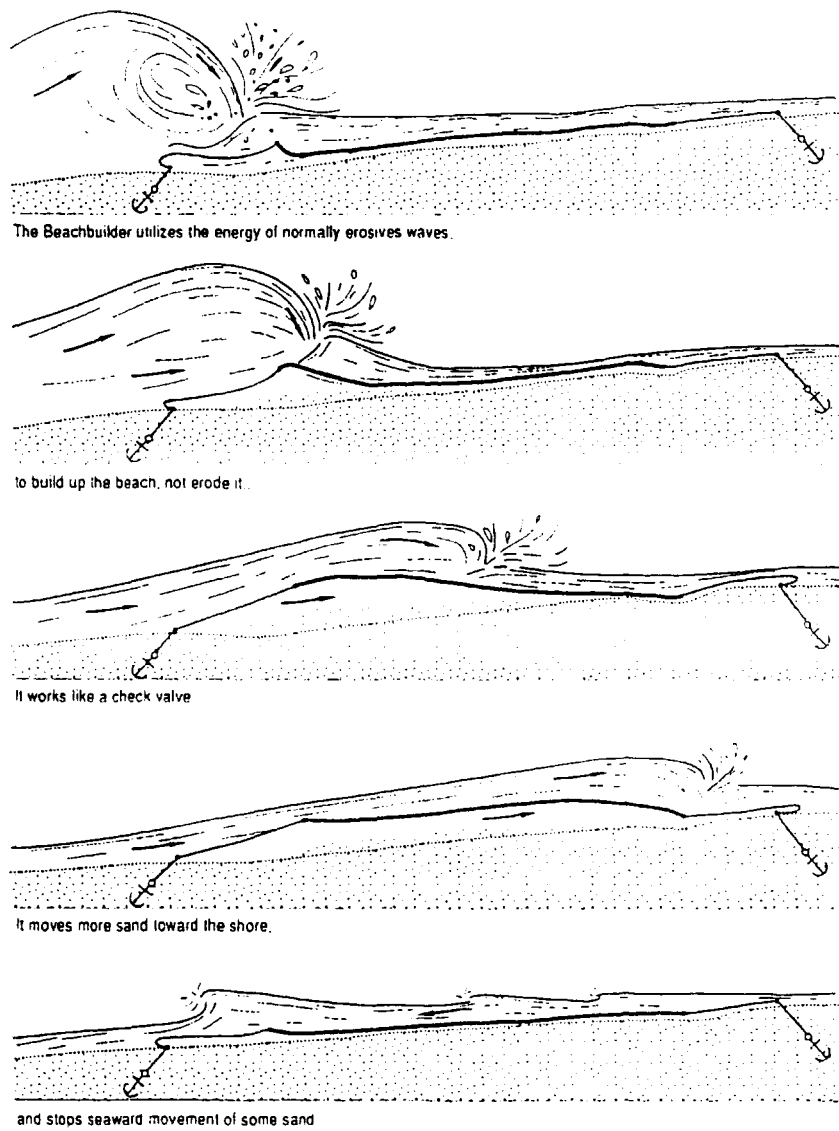 The Beachbuilder utilizes the energy of normally erosives waves.
to build up the beach, not erode it..
It works like a check valve
It moves more sand toward the shore.
and stops seaward movement of some sand